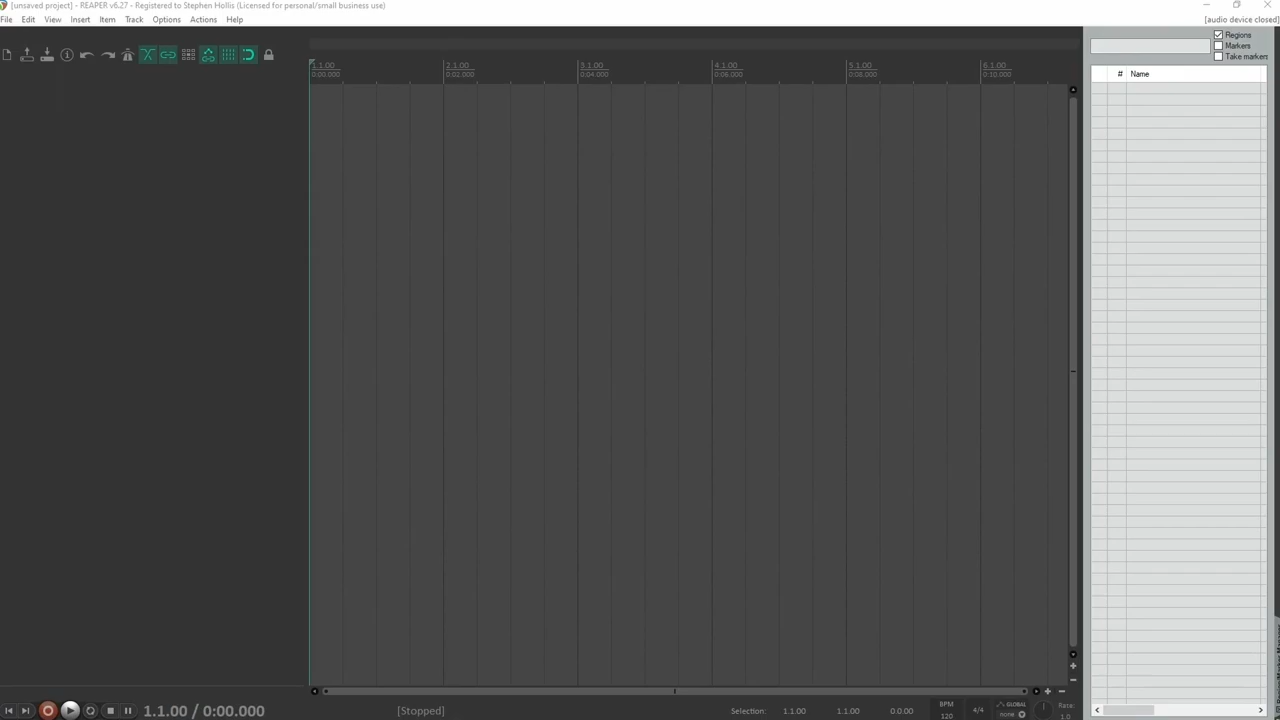 [unsaved project] - REAPER v6.27 - Registered to Stephen Hollis (Licensed for personal/small business use)
File Edit View Insert Item Track Options Actions Help
[audio device closed]
Regions
Markers
Take markers
# Name
1.1.00 2.1.00 3.1.00 4.1.00 5.1.00 6.1.00
0:00.000 0:02.000 0:04.000 0:06.000 0:08.000 0:10.000
1.1.00 / 0:00.000
[Stopped]
Selection: 1.1.00 1.1.00 0.0.00
BPM
120
4/4
GLOBAL
none
Rate:
1.0